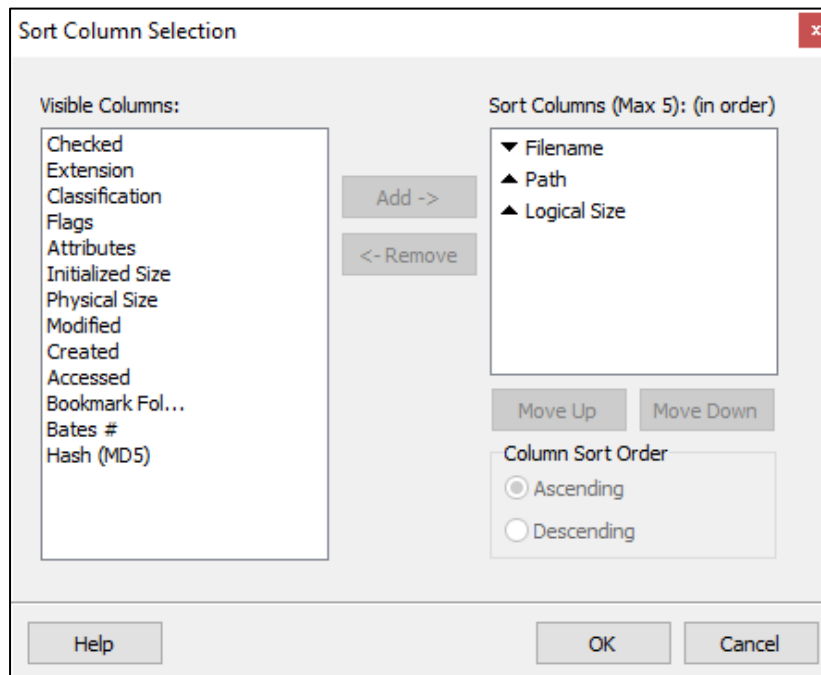 Sort Column Selection
x
Visible Columns:
Checked
Extension
Classification
Flags
Attributes
Initialized Size
Physical Size
Modified
Created
Accessed
Bookmark Fol...
Bates #
Hash (MD5)
Add ->
<- Remove
Sort Columns (Max 5): (in order)
Filename
Path
Logical Size
Move Up
Move Down
Column Sort Order
Ascending
Descending
Help
OK
Cancel